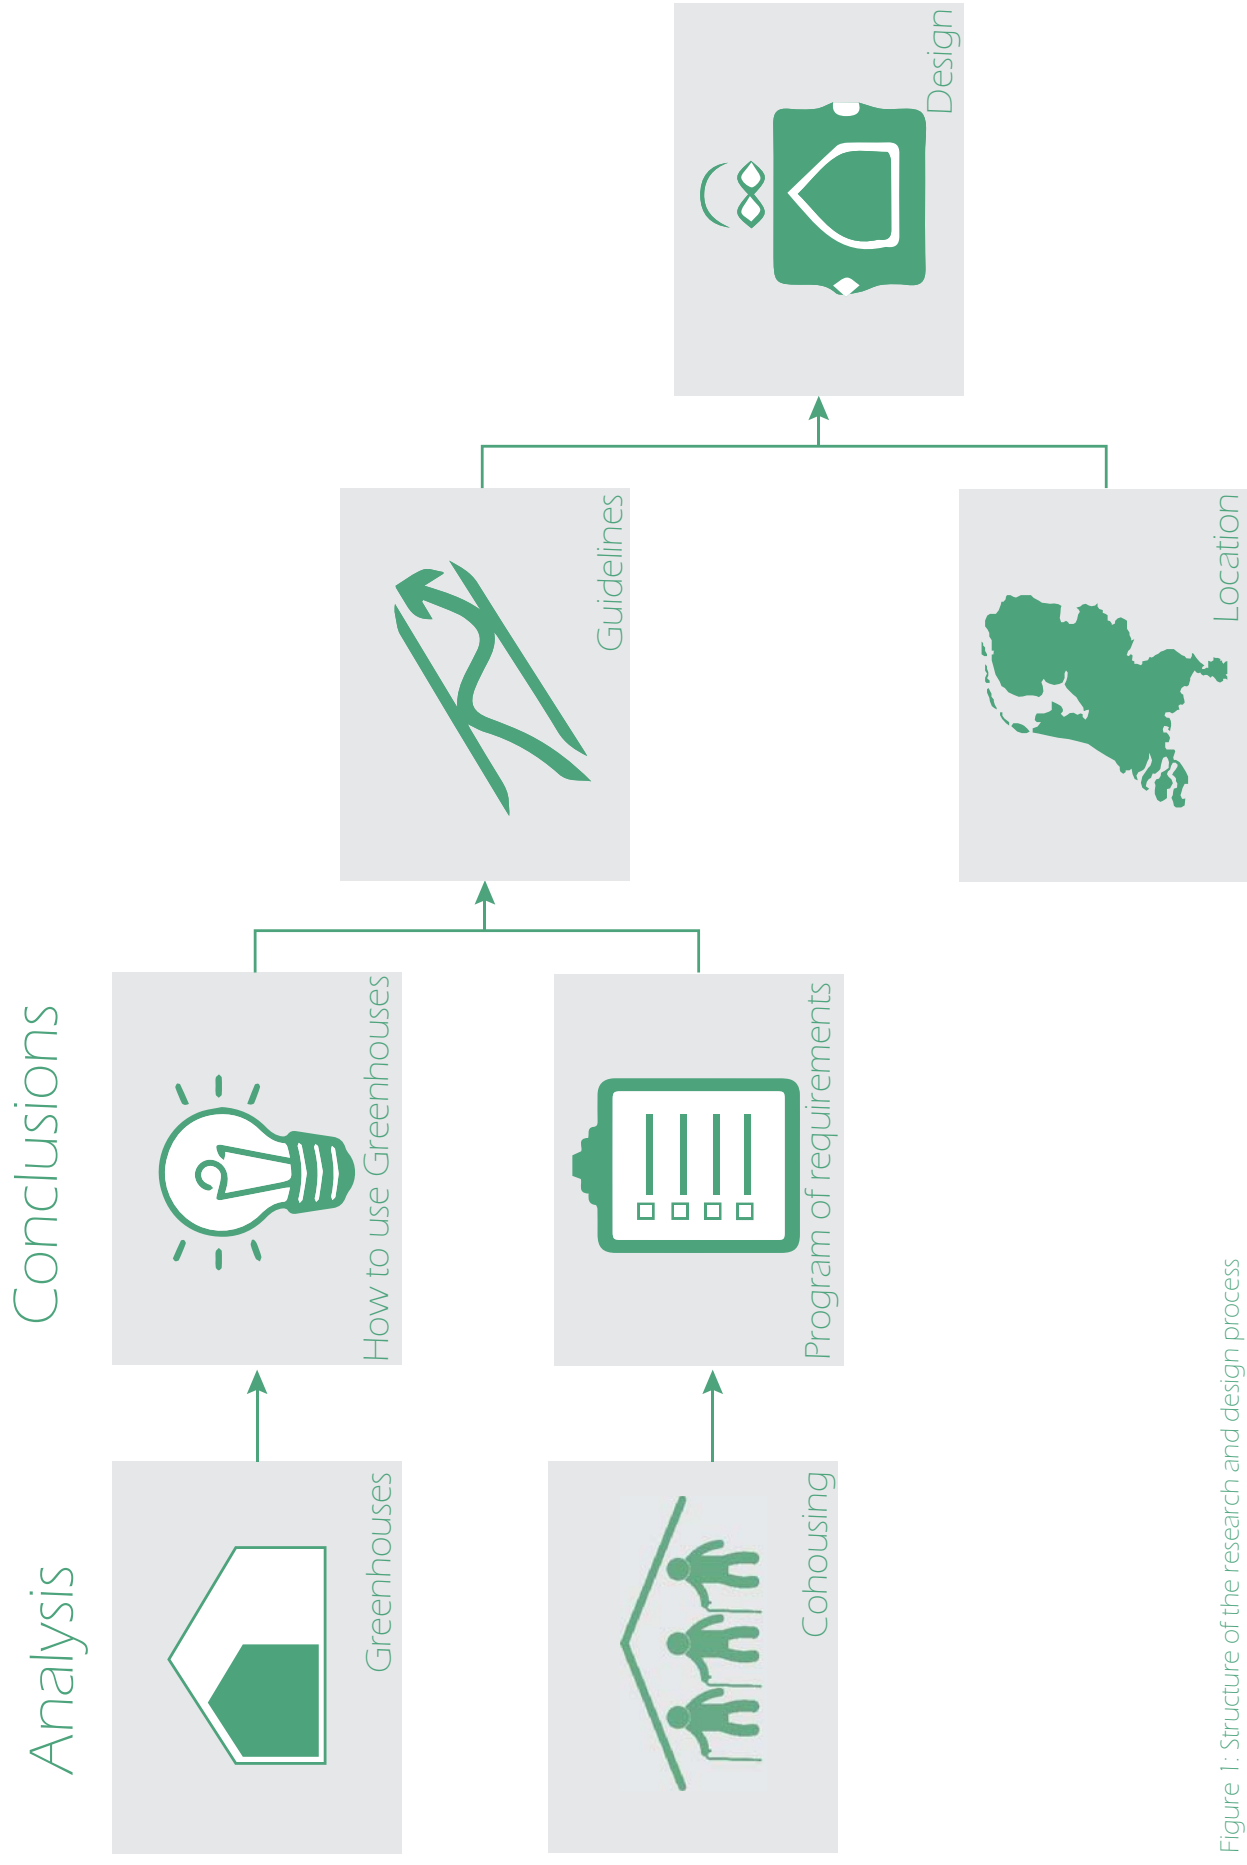 Analysis
Conclusions
Greenhouses
How to use Greenhouses
Cohousing
Program of requirements
Guidelines
Location
Design
Figure 1: Structure of the research and design process